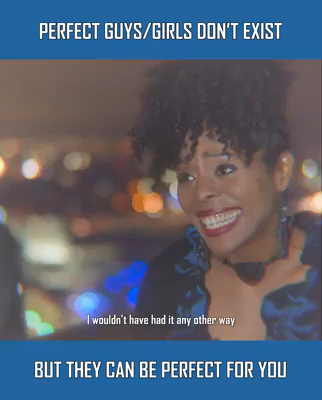 PERFECT GUYS/GIRLS DON'T EXIST
I wouldn't have had it any other way
BUT THEY CAN BE PERFECT FOR YOU